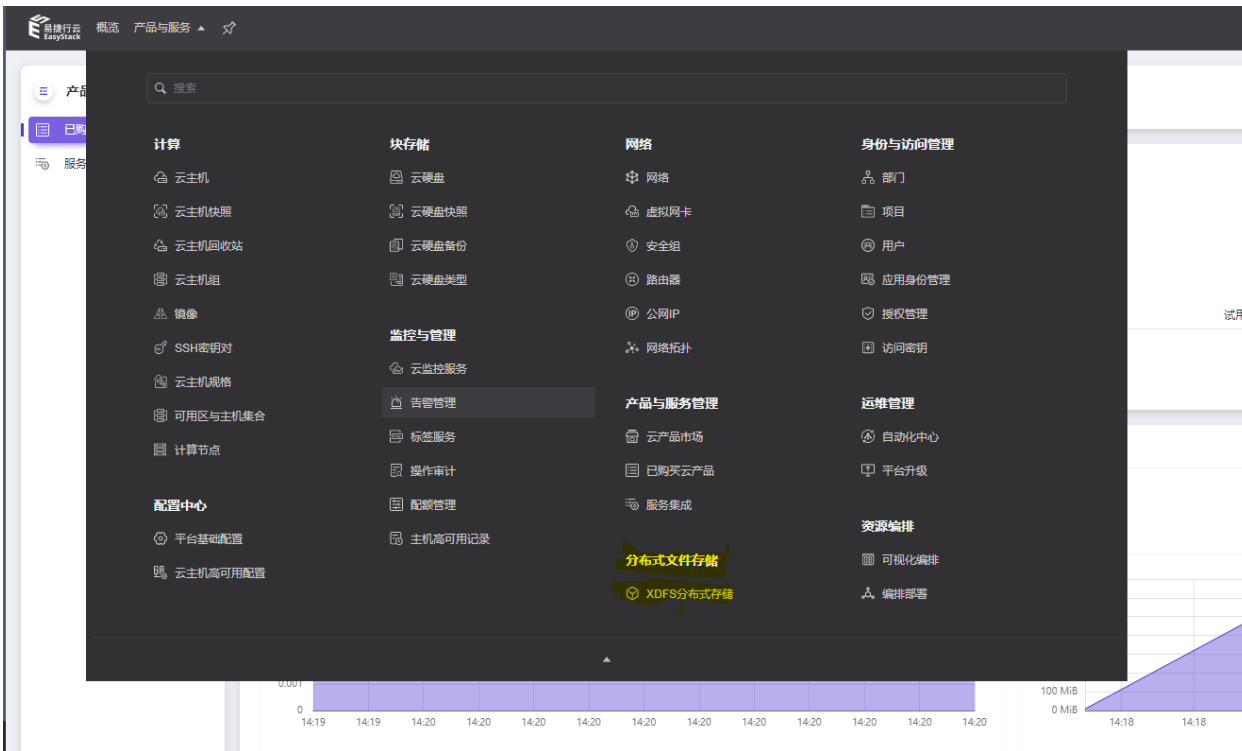 易捷行云 EasyStack 概览 产品与服务
搜索
产品
已购
服务
计算
云主机
云主机快照
云主机回收站
云主机组
镜像
SSH密钥对
云主机规格
可用区与主机集合
计算节点
配置中心
平台基础配置
云主机高可用配置
块存储
云硬盘
云硬盘快照
云硬盘备份
云硬盘类型
监控与管理
云监控服务
告警管理
标签服务
操作审计
配额管理
主机高可用记录
网络
网络
虚拟网卡
安全组
路由器
公网IP
网络拓扑
产品与服务管理
云产品市场
已购买云产品
服务集成
分布式文件存储
XDFS分布式存储
身份与访问管理
部门
项目
用户
应用身份管理
授权管理
访问密钥
运维管理
自动化中心
平台升级
资源编排
可视化编排
编排部署
试用
0.001
0
14:19 14:19 14:20 14:20 14:20 14:20 14:20 14:20 14:20 14:20 14:20 14:20 14:20
100 MiB
0 MiB
14:18 14:18